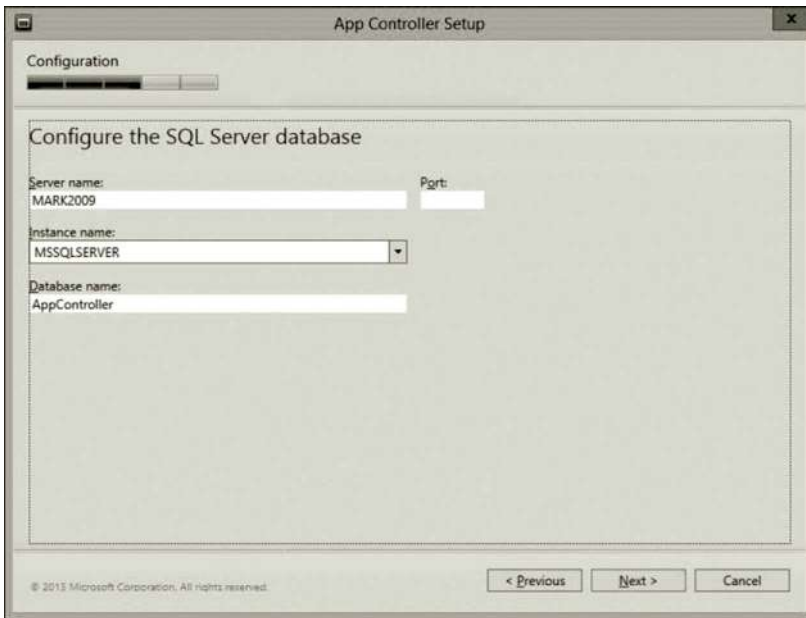 App Controller Setup
x
Configuration
Configure the SQL Server database
Server name:
Port:
MARK2009
Instance name:
MSSQLSERVER
Database name:
AppController
© 2013 Microsoft Corporation. All rights reserved.
< Previous
Next >
Cancel